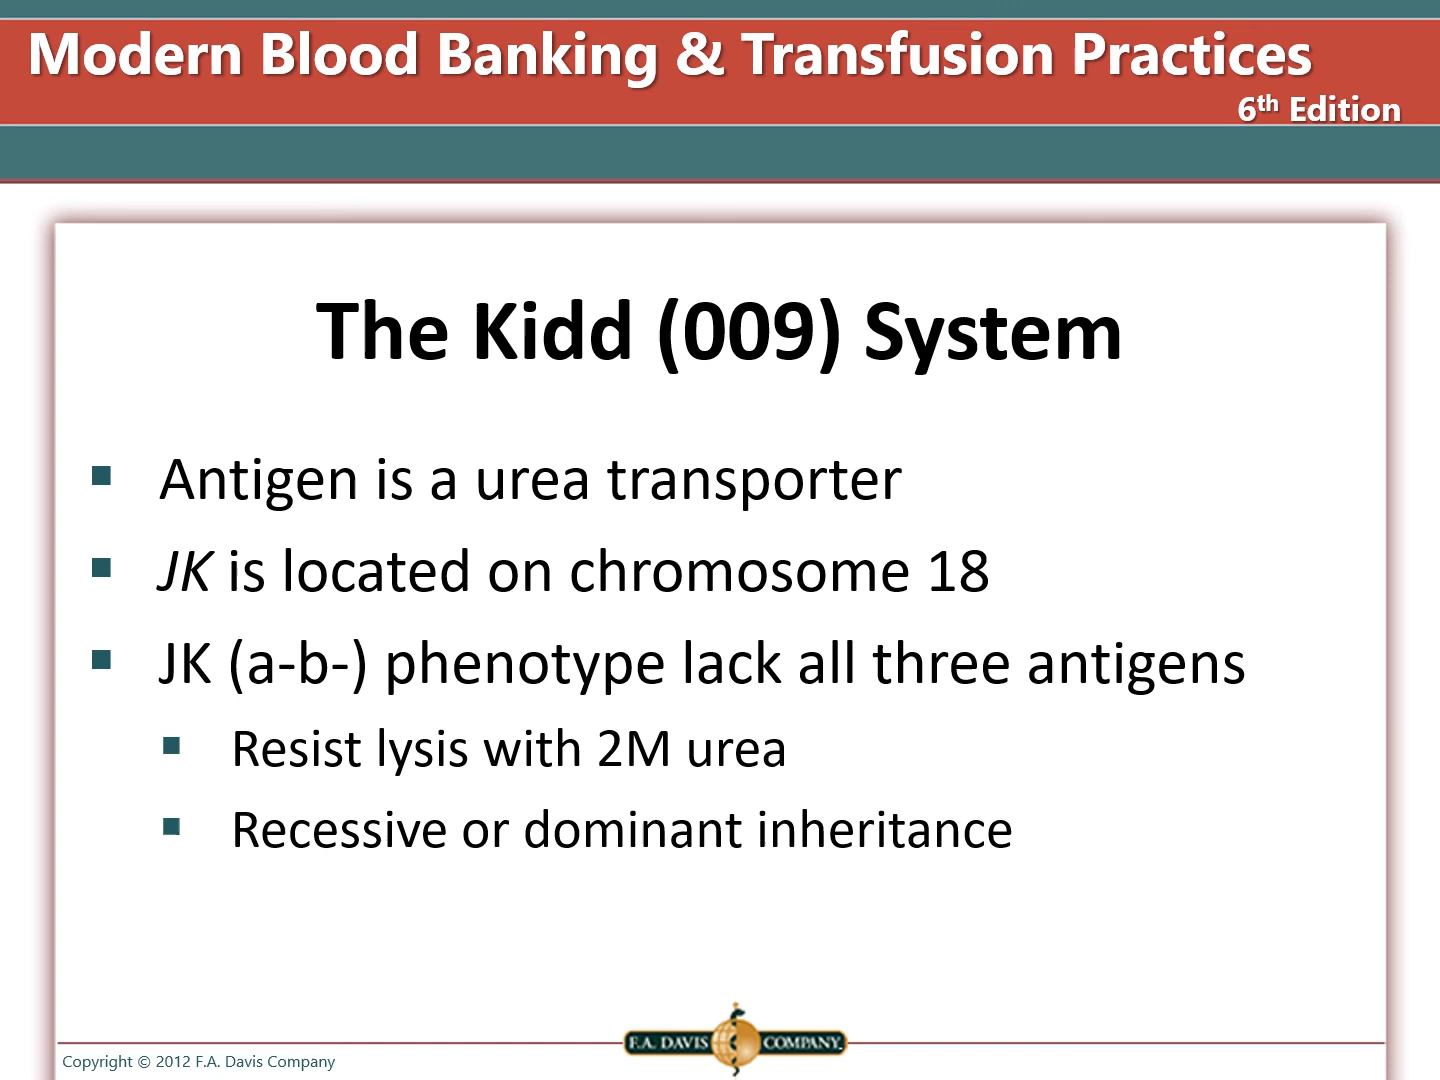 Modern Blood Banking & Transfusion Practices
6th Edition
The Kidd (009) System
▪ Antigen is a urea transporter
▪ JK is located on chromosome 18
▪ JK (a-b-) phenotype lack all three antigens
▪ Resist lysis with 2M urea
▪ Recessive or dominant inheritance
F.A. DAVIS COMPANY
Copyright © 2012 F.A. Davis Company